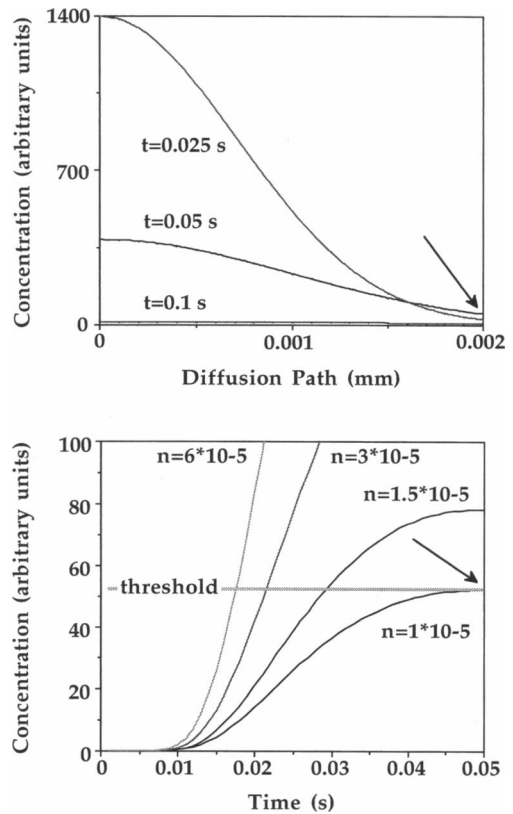 1400
700
0
Concentration (arbitrary units)
t=0.025 s
t=0.05 s
t=0.1 s
0
0.001
0.002
Diffusion Path (mm)
100
80
60
40
20
0
Concentration (arbitrary units)
n=6*10-5
n=3*10-5
n=1.5*10-5
threshold
n=1*10-5
0
0.01
0.02
0.03
0.04
0.05
Time (s)